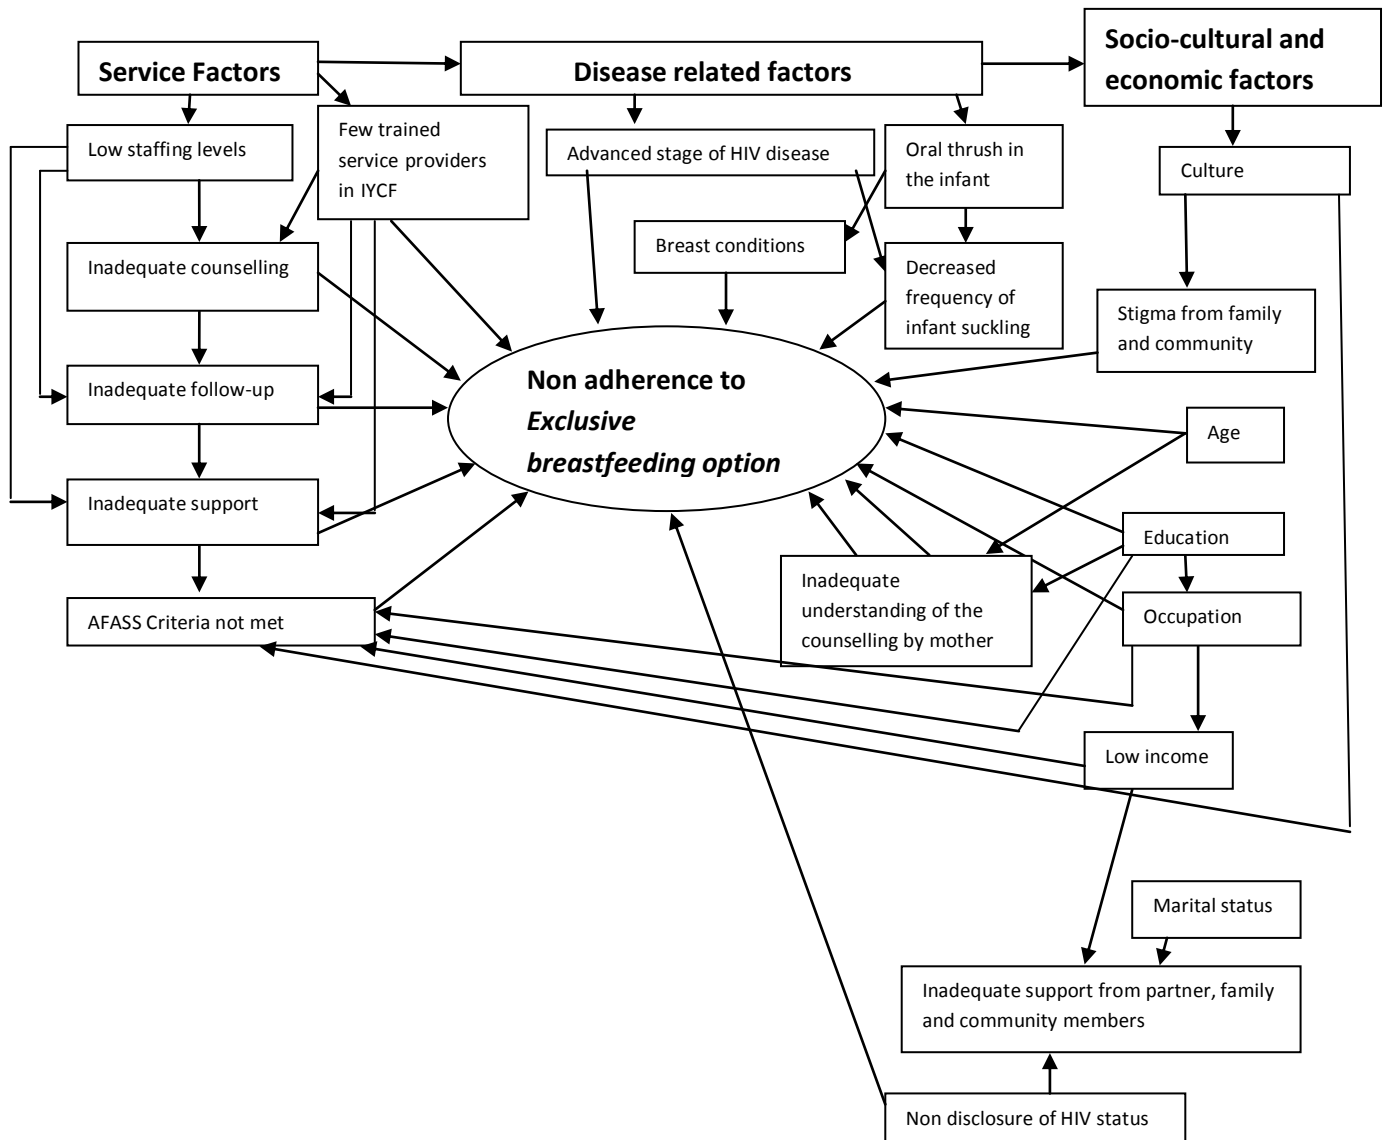 Service Factors
Disease related factors
Socio-cultural and
economic factors
Low staffing levels
Few trained
service providers
in IYCF
Advanced stage of HIV disease
Oral thrush in
the infant
Culture
Inadequate counselling
Breast conditions
Decreased
frequency of
infant suckling
Stigma from family
and community
Inadequate follow-up
Non adherence to
Exclusive
breastfeeding option
Age
Inadequate support
Education
Inadequate
understanding of the
counselling by mother
AFASS Criteria not met
Occupation
Low income
Marital status
Inadequate support from partner, family
and community members
Non disclosure of HIV status